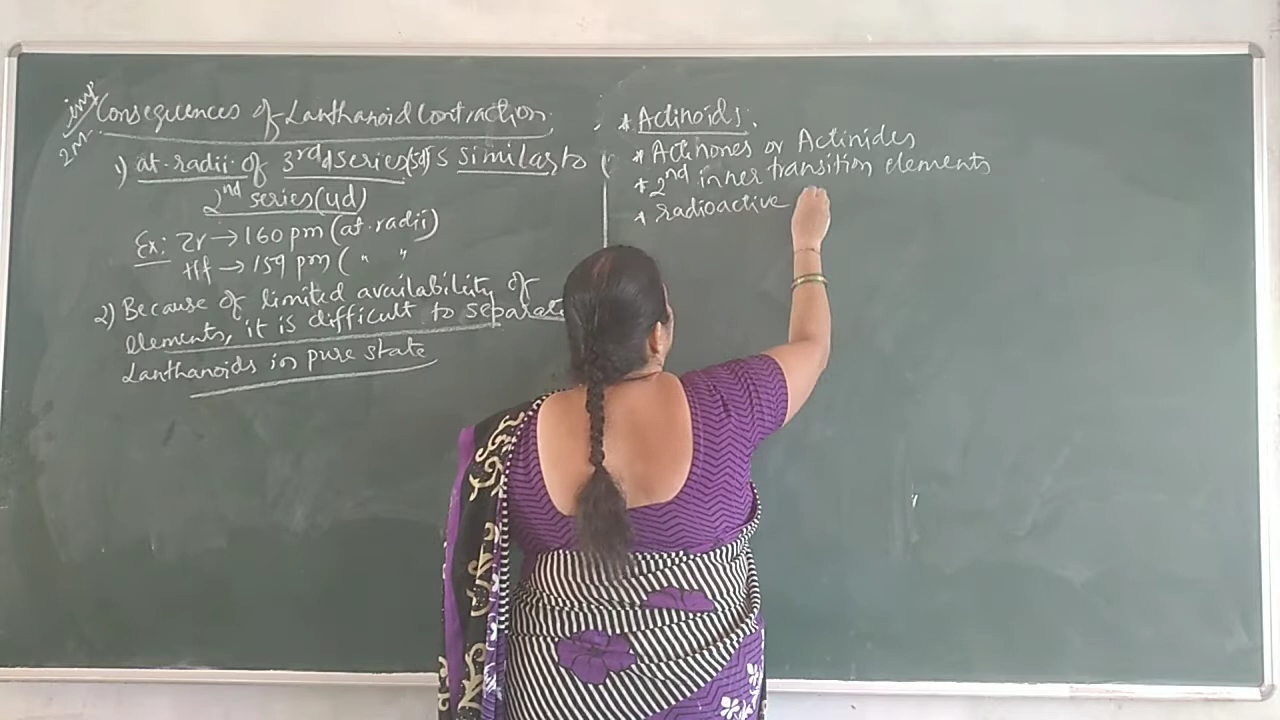 imp
2M
Consequences of Lanthanoid Contraction.
1) at. radii of 3rd d series(5d) is similar to
2nd series (4d)
Ex: Zr → 160 pm (at. radii)
Hf → 159 pm ( " "
2) Because of limited availability of
elements, it is difficult to separate
Lanthanoids in pure state
* Actinoids:
* Actinones or Actinides
* 2nd inner transition elements
* radioactive